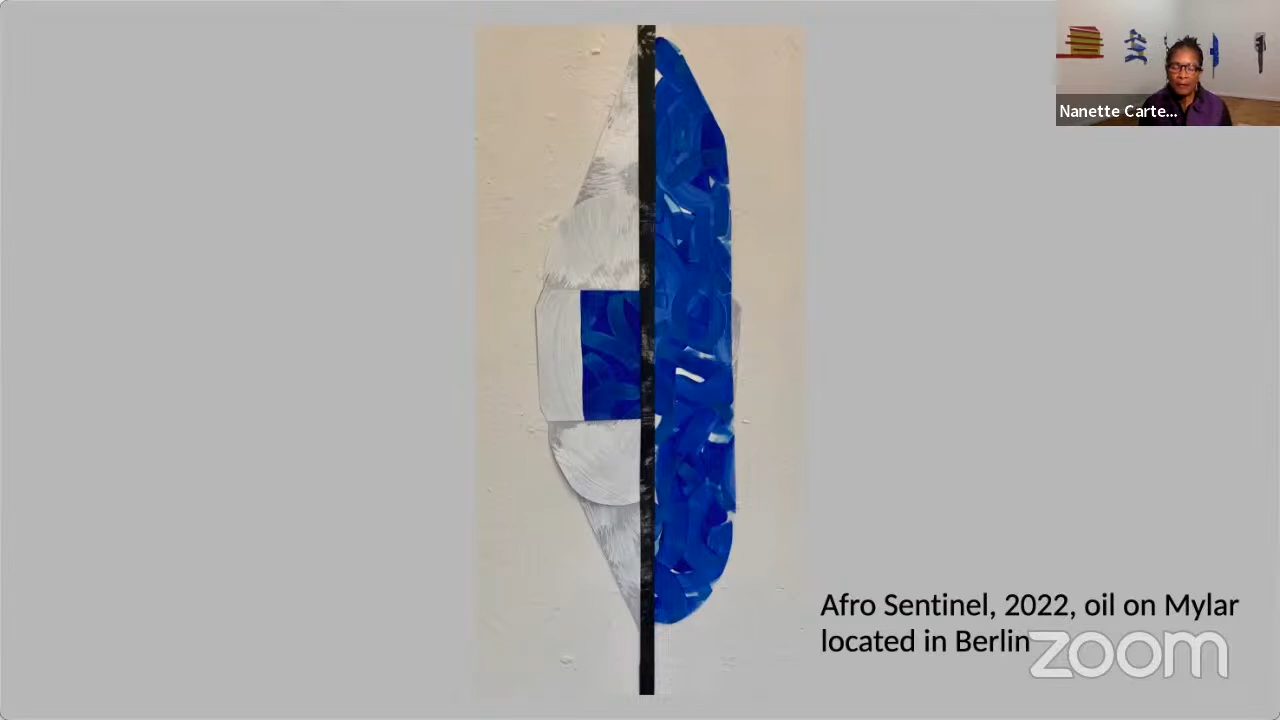 Nanette Carte...
Afro Sentinel, 2022, oil on Mylar
located in Berlin
zoom